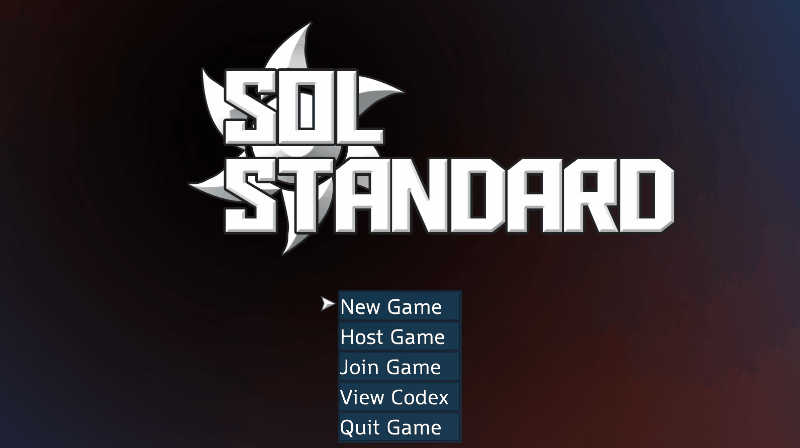 SOL
STANDARD
New Game
Host Game
Join Game
View Codex
Quit Game